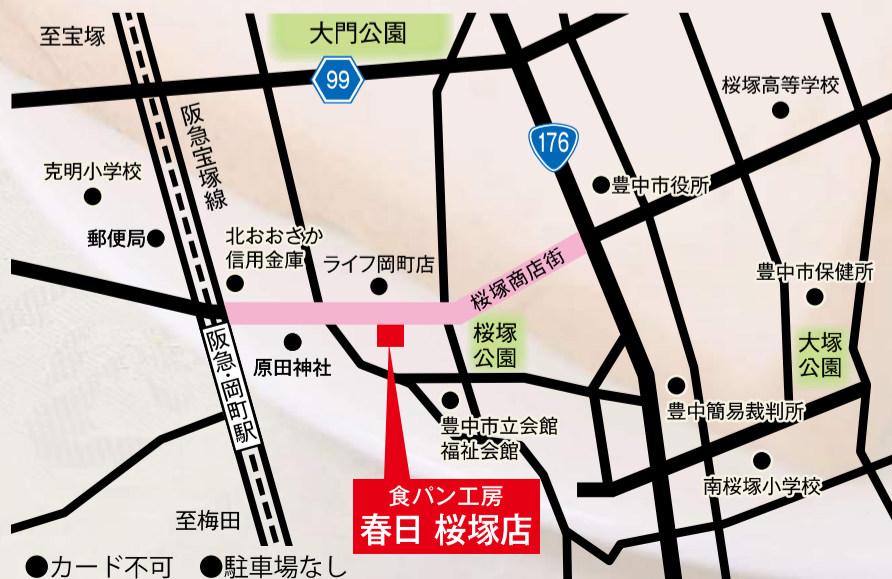 至宝塚
大門公園
99
桜塚高等学校
阪急宝塚線
176
克明小学校
豊中市役所
郵便局
北おおさか
信用金庫
ライフ岡町店
桜塚商店街
豊中市保健所
阪急・岡町駅
原田神社
桜塚
公園
大塚
公園
豊中簡易裁判所
豊中市立会館
福祉会館
南桜塚小学校
食パン工房
春日 桜塚店
至梅田
●カード不可 ●駐車場なし